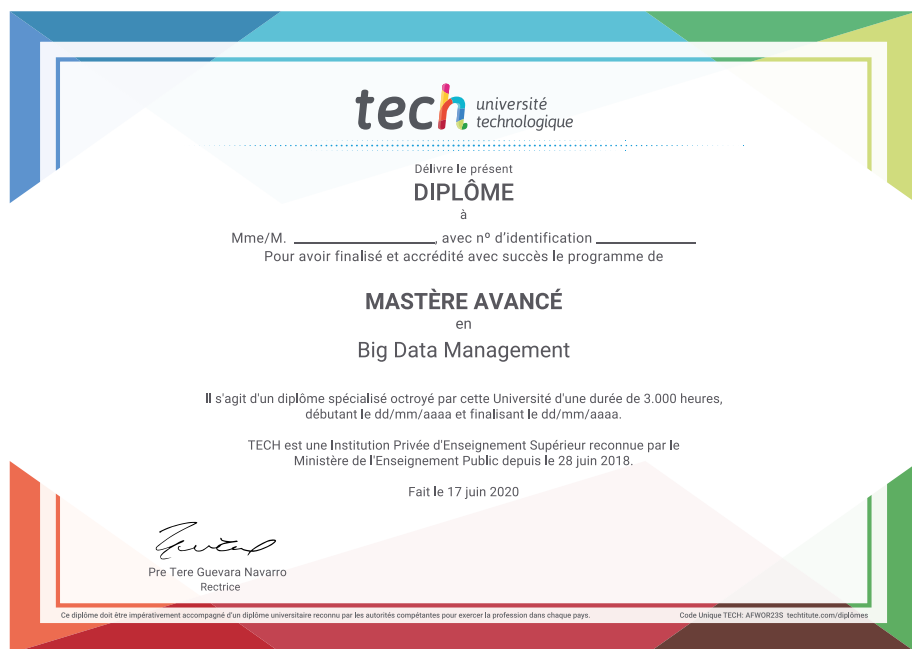 tech université
technologique
Délivre le présent
DIPLÔME
à
Mme/M. ________________, avec nº d'identification ____________
Pour avoir finalisé et accrédité avec succès le programme de
MASTÈRE AVANCÉ
en
Big Data Management
Il s'agit d'un diplôme spécialisé octroyé par cette Université d'une durée de 3.000 heures,
débutant le dd/mm/aaaa et finalisant le dd/mm/aaaa.
TECH est une Institution Privée d'Enseignement Supérieur reconnue par le
Ministère de l'Enseignement Public depuis le 28 juin 2018.
Fait le 17 juin 2020
Pre Tere Guevara Navarro
Rectrice
Ce diplôme doit être impérativement accompagné d'un diplôme universitaire reconnu par les autorités compétantes pour exercer la profession dans chaque pays.
Code Unique TECH: AFWOR23S techtitute.com/diplômes